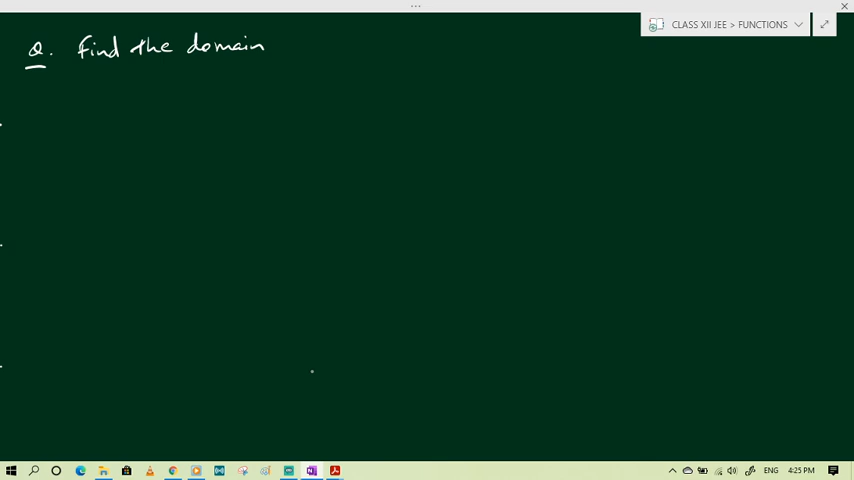 CLASS XII JEE > FUNCTIONS
Q. Find the domain
ENG 4:25 PM